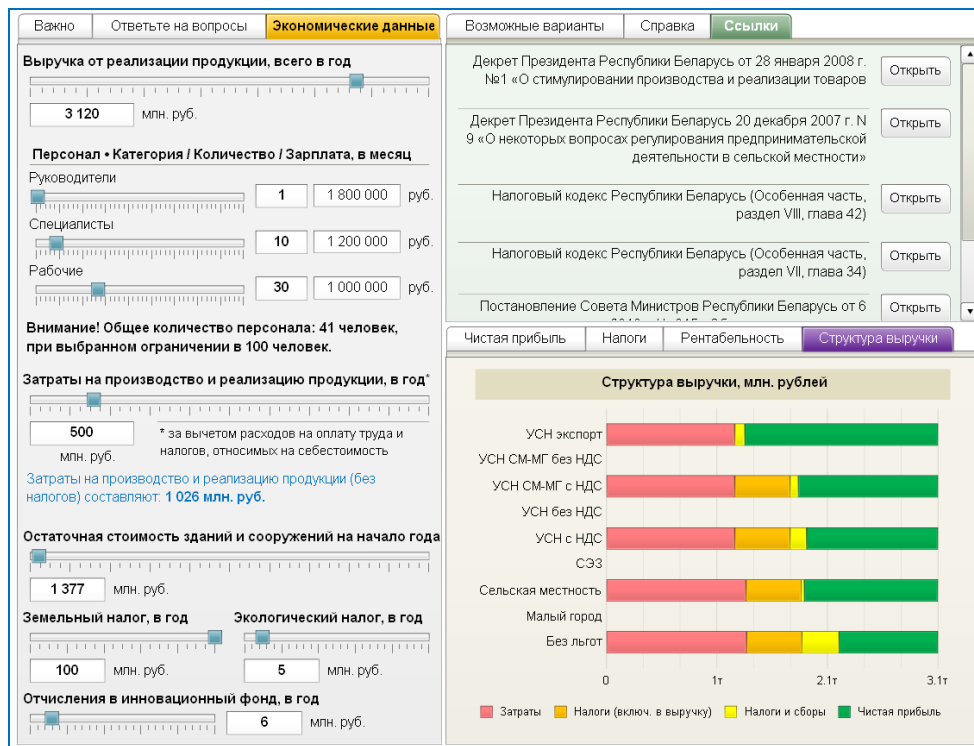 Важно
Ответьте на вопросы
Экономические данные
Выручка от реализации продукции, всего в год
3 120
млн. руб.
Персонал • Категория / Количество / Зарплата, в месяц
Руководители
1
1 800 000
руб.
Специалисты
10
1 200 000
руб.
Рабочие
30
1 000 000
руб.
Внимание! Общее количество персонала: 41 человек,
при выбранном ограничении в 100 человек.
Затраты на производство и реализацию продукции, в год*
500
млн. руб.
* за вычетом расходов на оплату труда и
налогов, относимых на себестоимость
Затраты на производство и реализацию продукции (без
налогов) составляют: 1 026 млн. руб.
Остаточная стоимость зданий и сооружений на начало года
1 377
млн. руб.
Земельный налог, в год
Экологический налог, в год
100
млн. руб.
5
млн. руб.
Отчисления в инновационный фонд, в год
6
млн. руб.
Возможные варианты
Справка
Ссылки
Декрет Президента Республики Беларусь от 28 января 2008 г.
№1 «О стимулировании производства и реализации товаров
Открыть
Декрет Президента Республики Беларусь 20 декабря 2007 г. N
9 «О некоторых вопросах регулирования предпринимательской
деятельности в сельской местности»
Открыть
Налоговый кодекс Республики Беларусь (Особенная часть,
раздел VIII, глава 42)
Открыть
Налоговый кодекс Республики Беларусь (Особенная часть,
раздел VII, глава 34)
Открыть
Постановление Совета Министров Республики Беларусь от 6
Открыть
Чистая прибыль
Налоги
Рентабельность
Структура выручки
Структура выручки, млн. рублей
УСН экспорт
УСН СМ-МГ без НДС
УСН СМ-МГ с НДС
УСН без НДС
УСН с НДС
СЭЗ
Сельская местность
Малый город
Без льгот
0
1т
2.1т
3.1т
Затраты
Налоги (включ. в выручку)
Налоги и сборы
Чистая прибыль